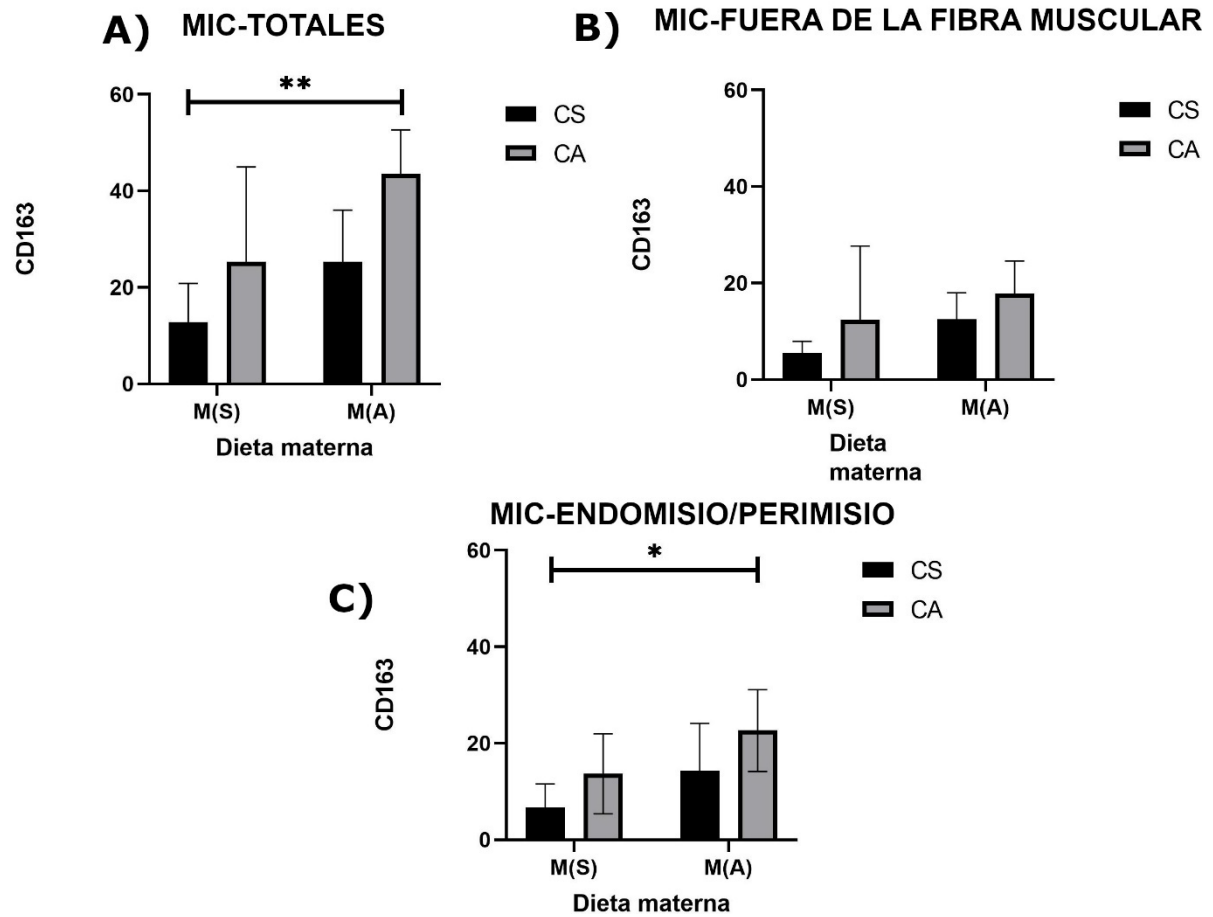 A) MIC-TOTALES
**
60
40
20
0
CD163
M(S)
M(A)
Dieta materna
CS
CA
B) MIC-FUERA DE LA FIBRA MUSCULAR
60
40
20
0
CD163
M(S)
M(A)
Dieta
materna
CS
CA
MIC-ENDOMISIO/PERIMISIO
C)
*
60
40
20
0
CD163
M(S)
M(A)
Dieta materna
CS
CA